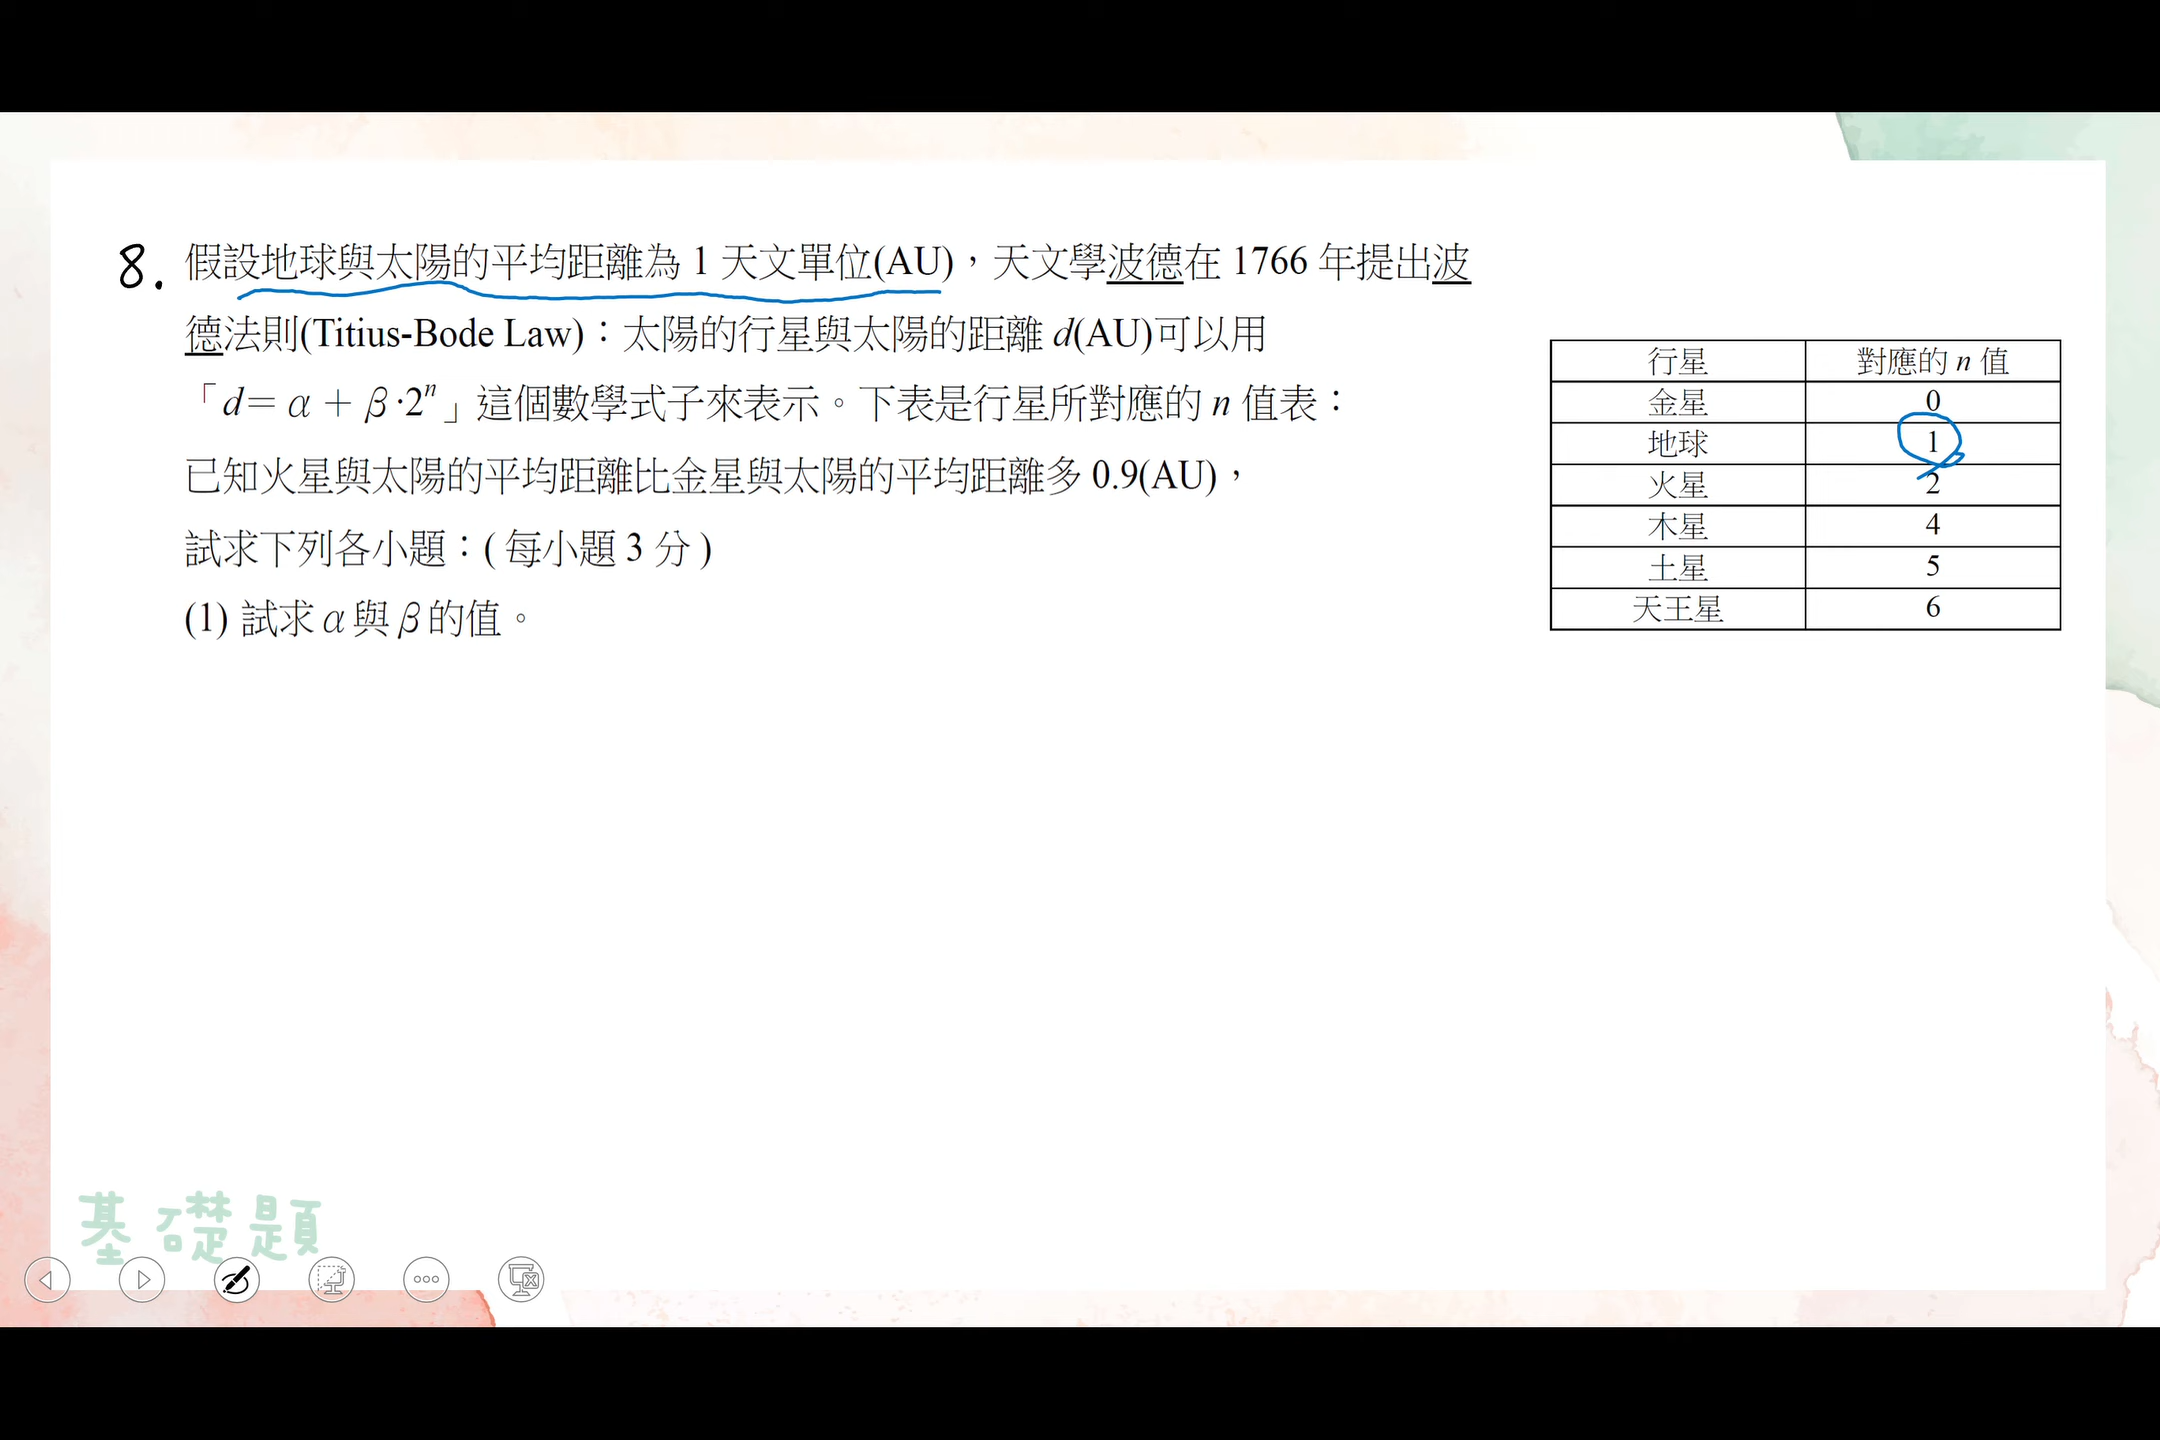 8. 假設地球與太陽的平均距離為 1 天文單位(AU)，天文學波德在 1766 年提出波
德法則(Titius-Bode Law)：太陽的行星與太陽的距離 d(AU)可以用
「d= α + β·2ⁿ」這個數學式子來表示。下表是行星所對應的 n 值表：
已知火星與太陽的平均距離比金星與太陽的平均距離多 0.9(AU)，
試求下列各小題：( 每小題 3 分 )
(1) 試求 α 與 β 的值。
行星 對應的 n 值
金星 0
地球 1
火星 2
木星 4
土星 5
天王星 6
基礎題